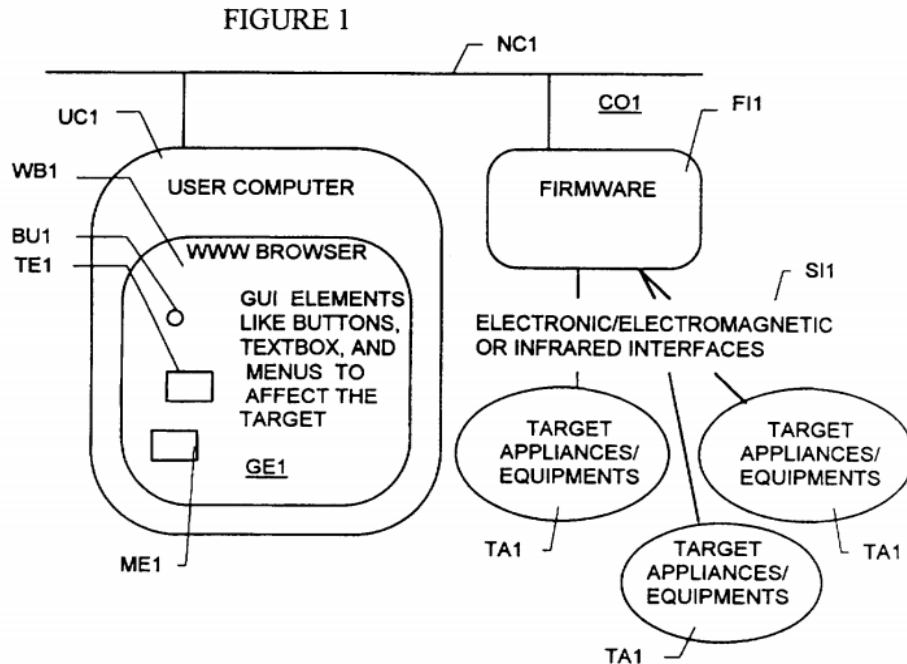 FIGURE 1
NC1
CO1
FI1
UC1
WB1
USER COMPUTER
FIRMWARE
BU1
WWW BROWSER
TE1
SI1
GUI ELEMENTS
LIKE BUTTONS,
TEXTBOX, AND
MENUS TO
AFFECT THE
TARGET
ELECTRONIC/ELECTROMAGNETIC
OR INFRARED INTERFACES
GE1
ME1
TARGET
APPLIANCES/
EQUIPMENTS
TA1
TARGET
APPLIANCES/
EQUIPMENTS
TA1
TARGET
APPLIANCES/
EQUIPMENTS
TA1